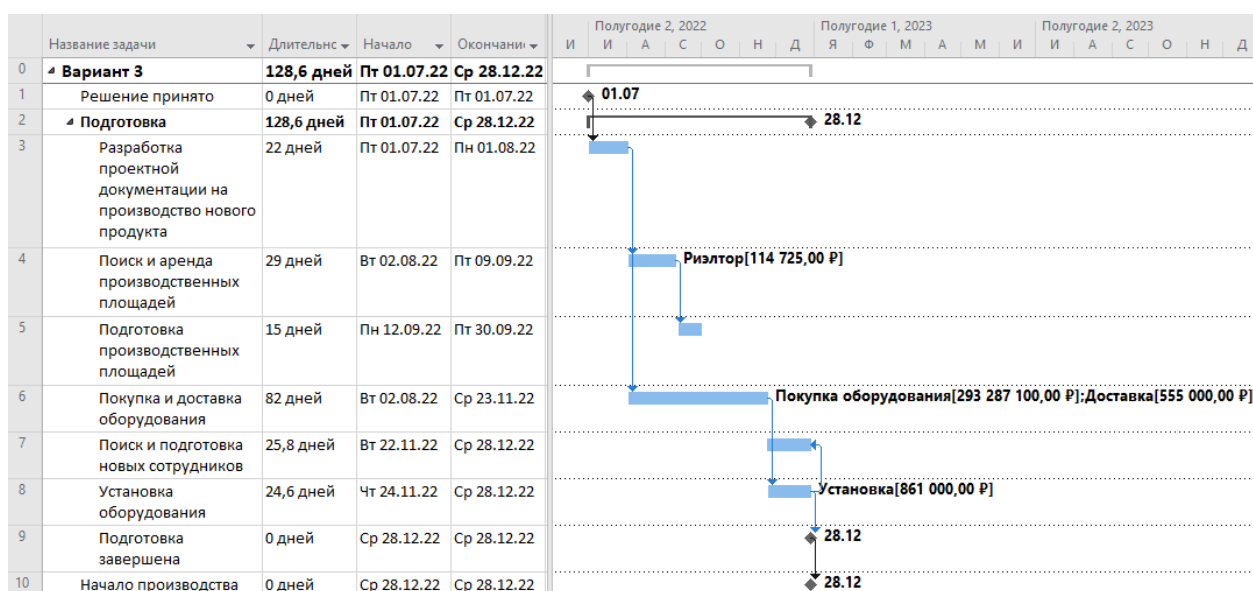 Полугодие 2, 2022 Полугодие 1, 2023 Полугодие 2, 2023
Название задачи Длительнс Начало Окончани И И А С О Н Д Я Ф М А М И И А С О Н Д
0 Вариант 3 128,6 дней Пт 01.07.22 Ср 28.12.22
1 Решение принято 0 дней Пт 01.07.22 Пт 01.07.22 01.07
2 Подготовка 128,6 дней Пт 01.07.22 Ср 28.12.22 28.12
3 Разработка 22 дней Пт 01.07.22 Пн 01.08.22
проектной
документации на
производство нового
продукта
4 Поиск и аренда 29 дней Вт 02.08.22 Пт 09.09.22 Риэлтор[114 725,00 ₽]
производственных
площадей
5 Подготовка 15 дней Пн 12.09.22 Пт 30.09.22
производственных
площадей
6 Покупка и доставка 82 дней Вт 02.08.22 Ср 23.11.22 Покупка оборудования[293 287 100,00 ₽];Доставка[555 000,00 ₽]
оборудования
7 Поиск и подготовка 25,8 дней Вт 22.11.22 Ср 28.12.22
новых сотрудников
8 Установка 24,6 дней Чт 24.11.22 Ср 28.12.22 Установка[861 000,00 ₽]
оборудования
9 Подготовка 0 дней Ср 28.12.22 Ср 28.12.22 28.12
завершена
10 Начало производства 0 дней Ср 28.12.22 Ср 28.12.22 28.12